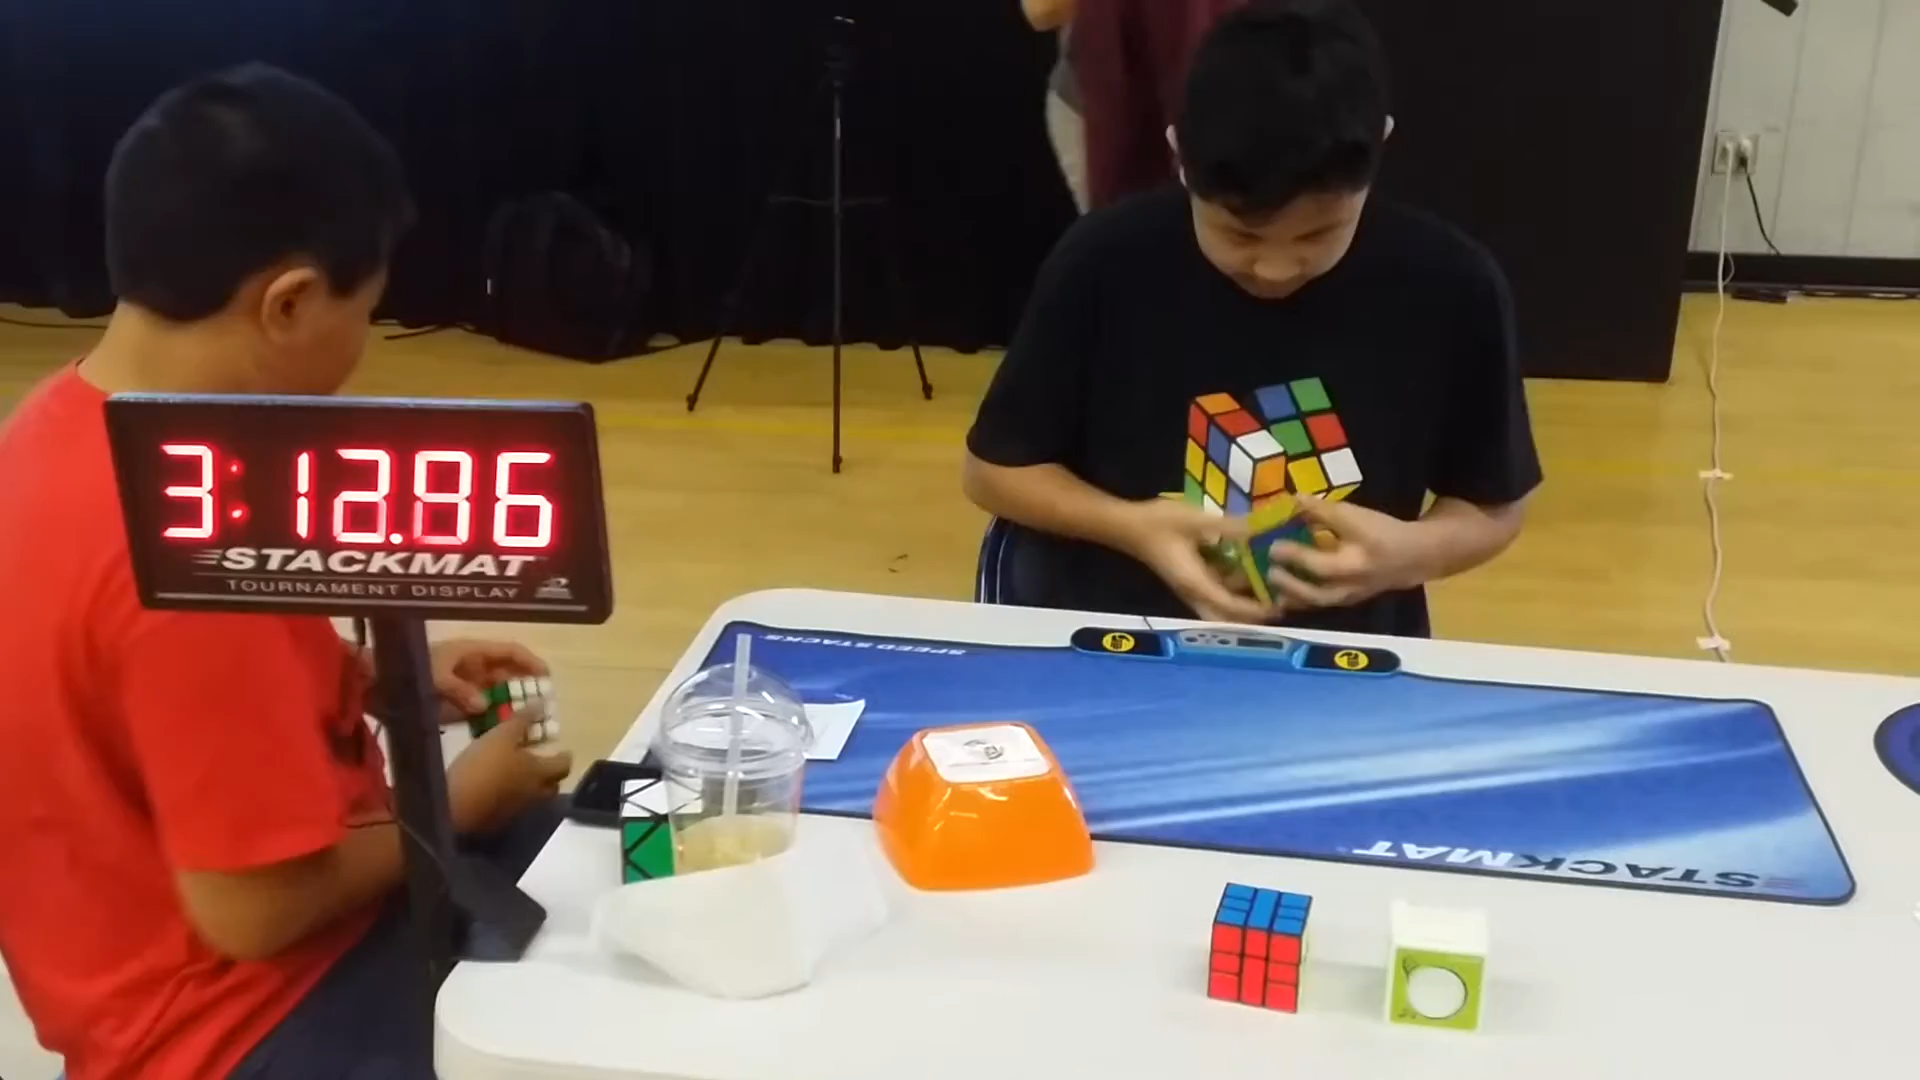 3:12.86
STACKMAT
TOURNAMENT DISPLAY
SPEED STACKS
STACKMAT